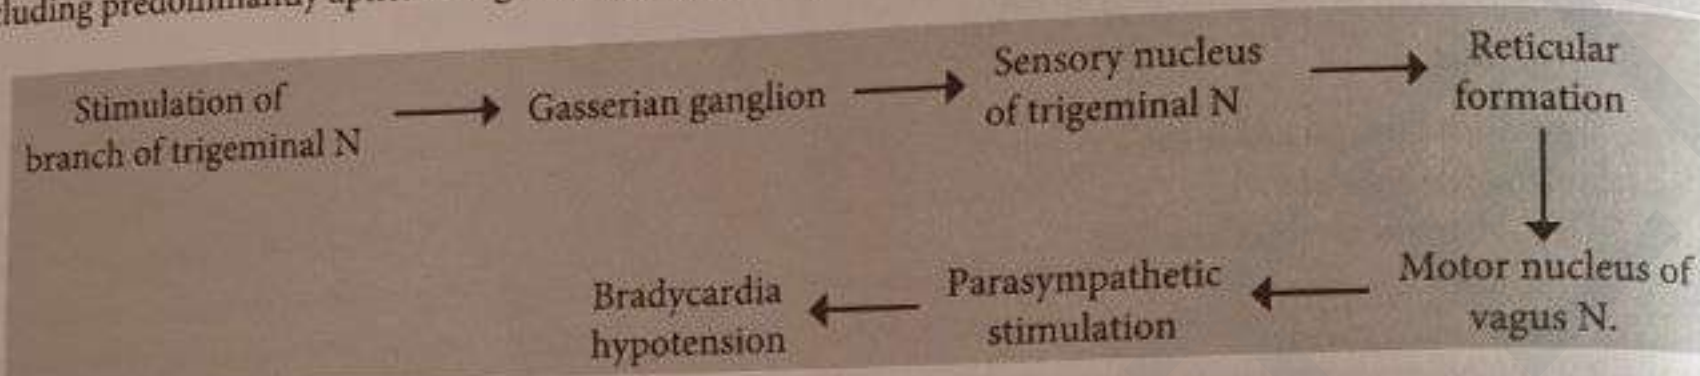 predominantly
Stimulation of
branch of trigeminal N
Gasserian ganglion
Sensory nucleus
of trigeminal N
Reticular
formation
Motor nucleus of
vagus N.
Parasympathetic
stimulation
Bradycardia
hypotension